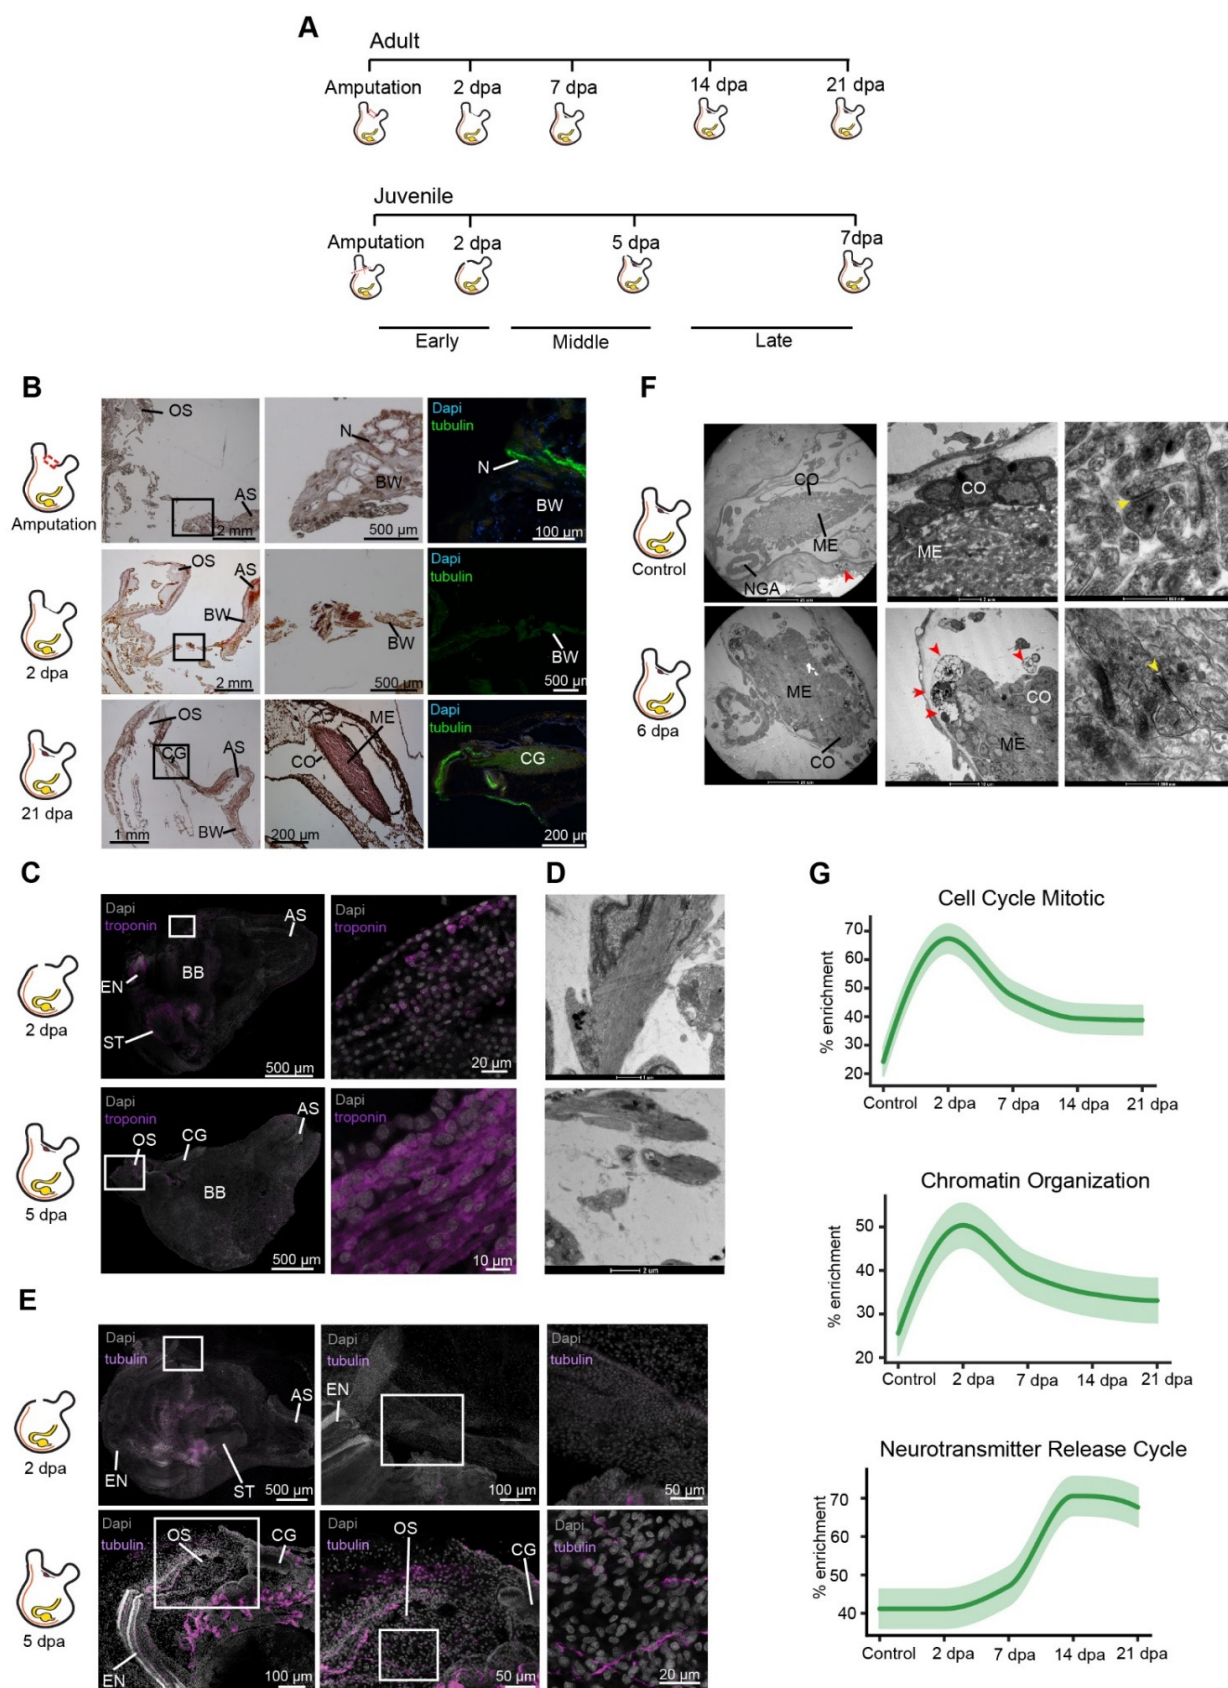 A
Adult
Amputation 2 dpa 7 dpa 14 dpa 21 dpa
Juvenile
Amputation 2 dpa 5 dpa 7dpa
Early Middle Late
B
Amputation
OS
AS
2 mm
N
BW
500 µm
Dapi
tubulin
N
BW
100 µm
2 dpa
OS
AS
BW
2 mm
BW
500 µm
Dapi
tubulin
BW
500 µm
21 dpa
OS
CG
AS
BW
1 mm
ME
CO
200 µm
Dapi
tubulin
CG
200 µm
C
2 dpa
Dapi
troponin
AS
EN
BB
ST
500 µm
Dapi
troponin
20 µm
5 dpa
Dapi
troponin
AS
OS
CG
BB
500 µm
Dapi
troponin
10 µm
D
2 µm
E
2 dpa
Dapi
tubulin
AS
EN
ST
500 µm
Dapi
tubulin
EN
100 µm
Dapi
tubulin
50 µm
5 dpa
Dapi
tubulin
OS
CG
EN
100 µm
Dapi
tubulin
OS
CG
50 µm
Dapi
tubulin
20 µm
F
Control
CO
ME
NGA
CO
ME
6 dpa
ME
CO
CO
ME
G
Cell Cycle Mitotic
% enrichment
70
60
50
40
30
20
Control 2 dpa 7 dpa 14 dpa 21 dpa
Chromatin Organization
% enrichment
50
40
30
20
Control 2 dpa 7 dpa 14 dpa 21 dpa
Neurotransmitter Release Cycle
% enrichment
70
60
50
40
Control 2 dpa 7 dpa 14 dpa 21 dpa